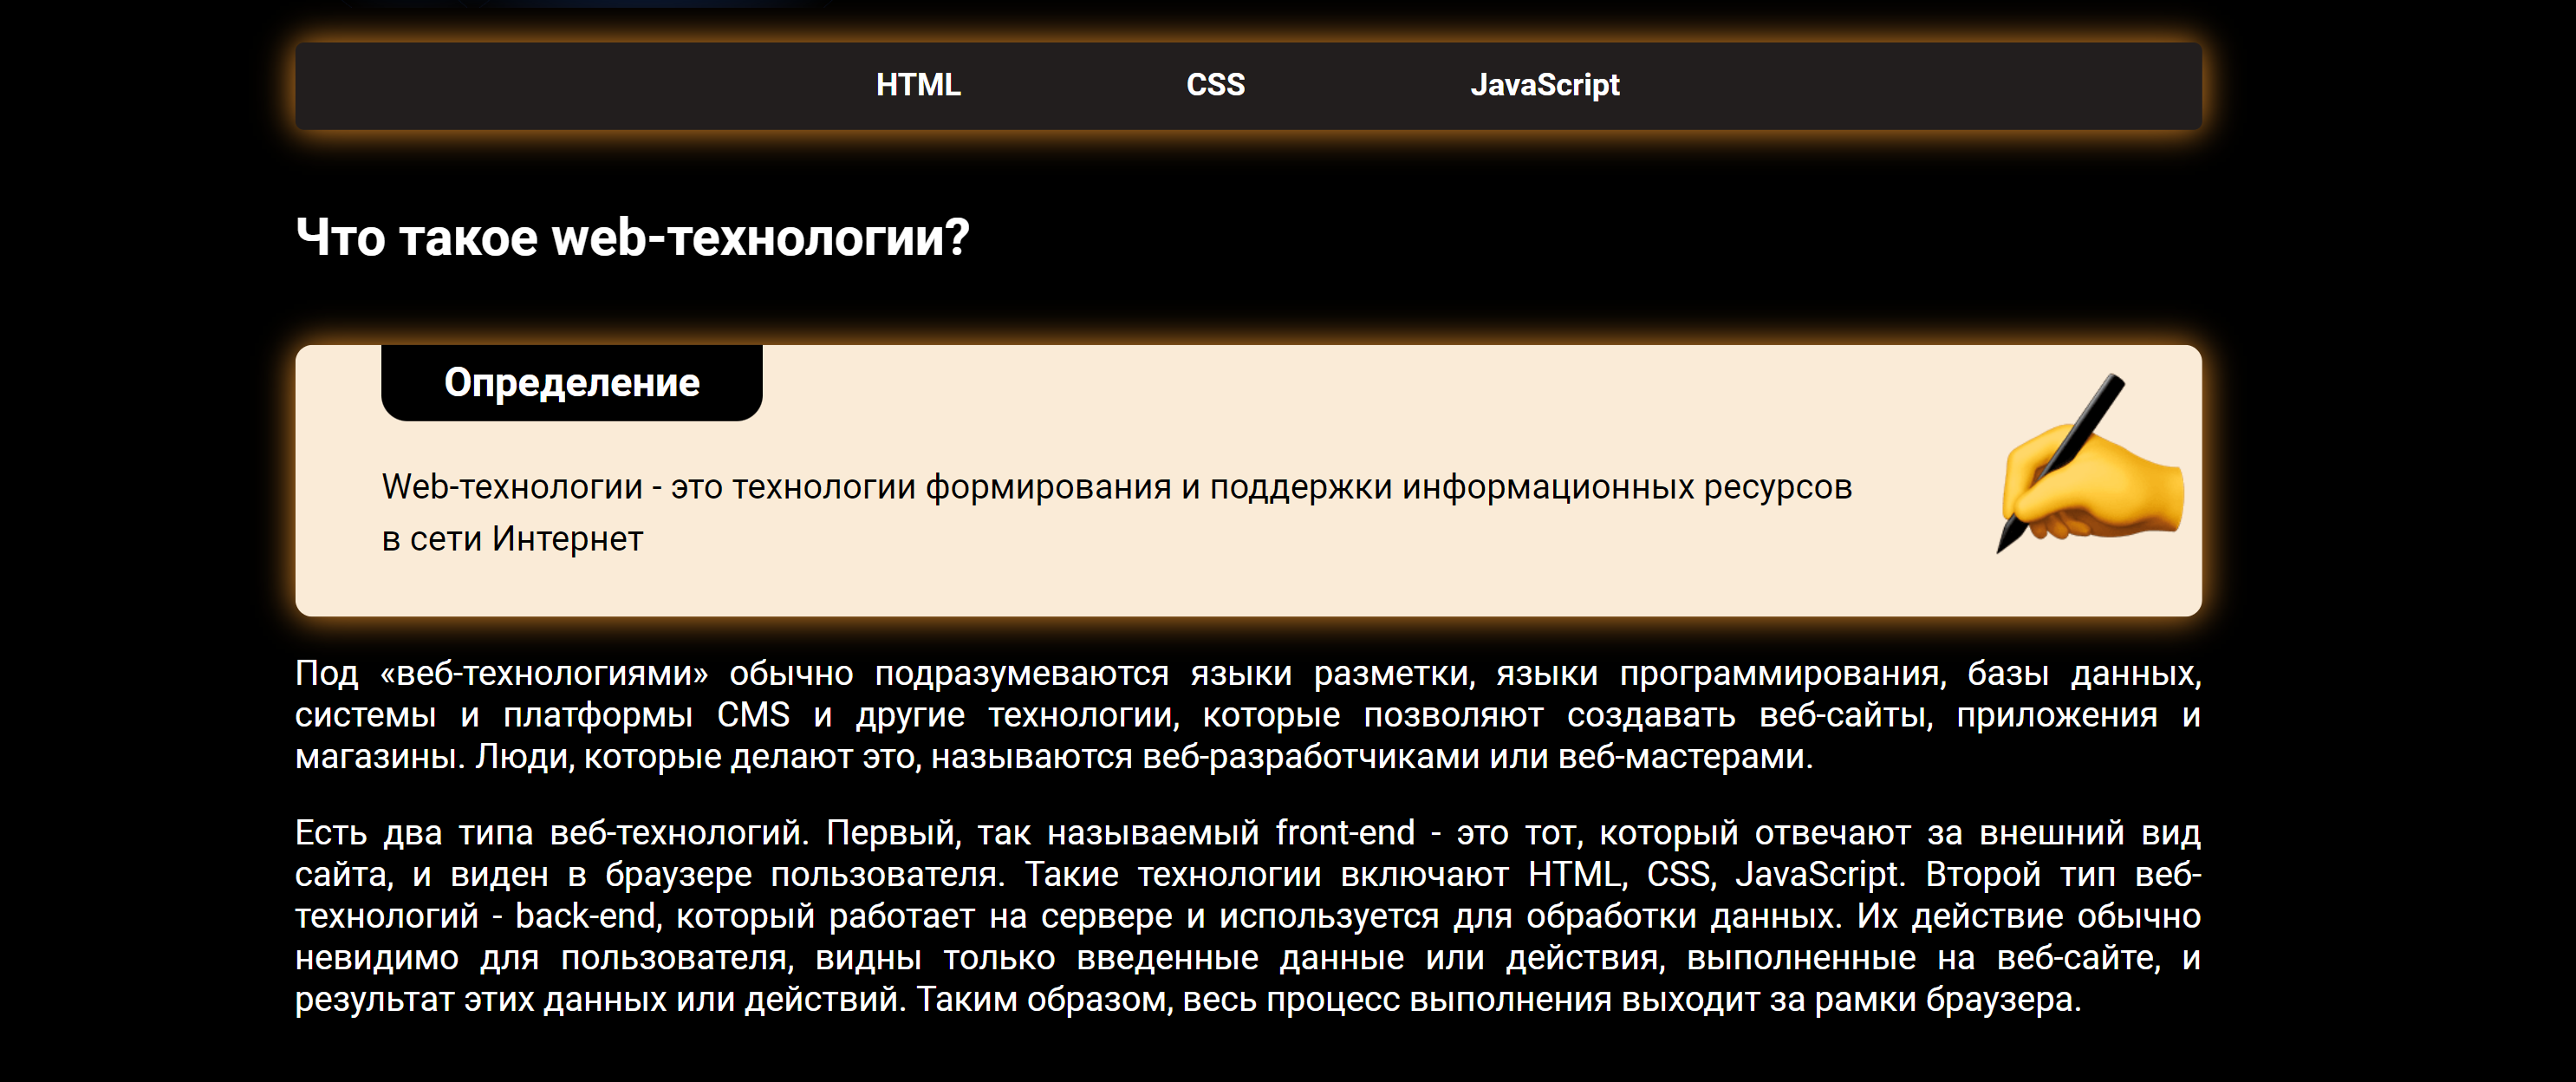 HTML CSS JavaScript
Что такое web-технологии?
Определение
Web-технологии - это технологии формирования и поддержки информационных ресурсов
в сети Интернет
Под «веб-технологиями» обычно подразумеваются языки разметки, языки программирования, базы данных,
системы и платформы CMS и другие технологии, которые позволяют создавать веб-сайты, приложения и
магазины. Люди, которые делают это, называются веб-разработчиками или веб-мастерами.
Есть два типа веб-технологий. Первый, так называемый front-end - это тот, который отвечают за внешний вид
сайта, и виден в браузере пользователя. Такие технологии включают HTML, CSS, JavaScript. Второй тип веб-
технологий - back-end, который работает на сервере и используется для обработки данных. Их действие обычно
невидимо для пользователя, видны только введенные данные или действия, выполненные на веб-сайте, и
результат этих данных или действий. Таким образом, весь процесс выполнения выходит за рамки браузера.